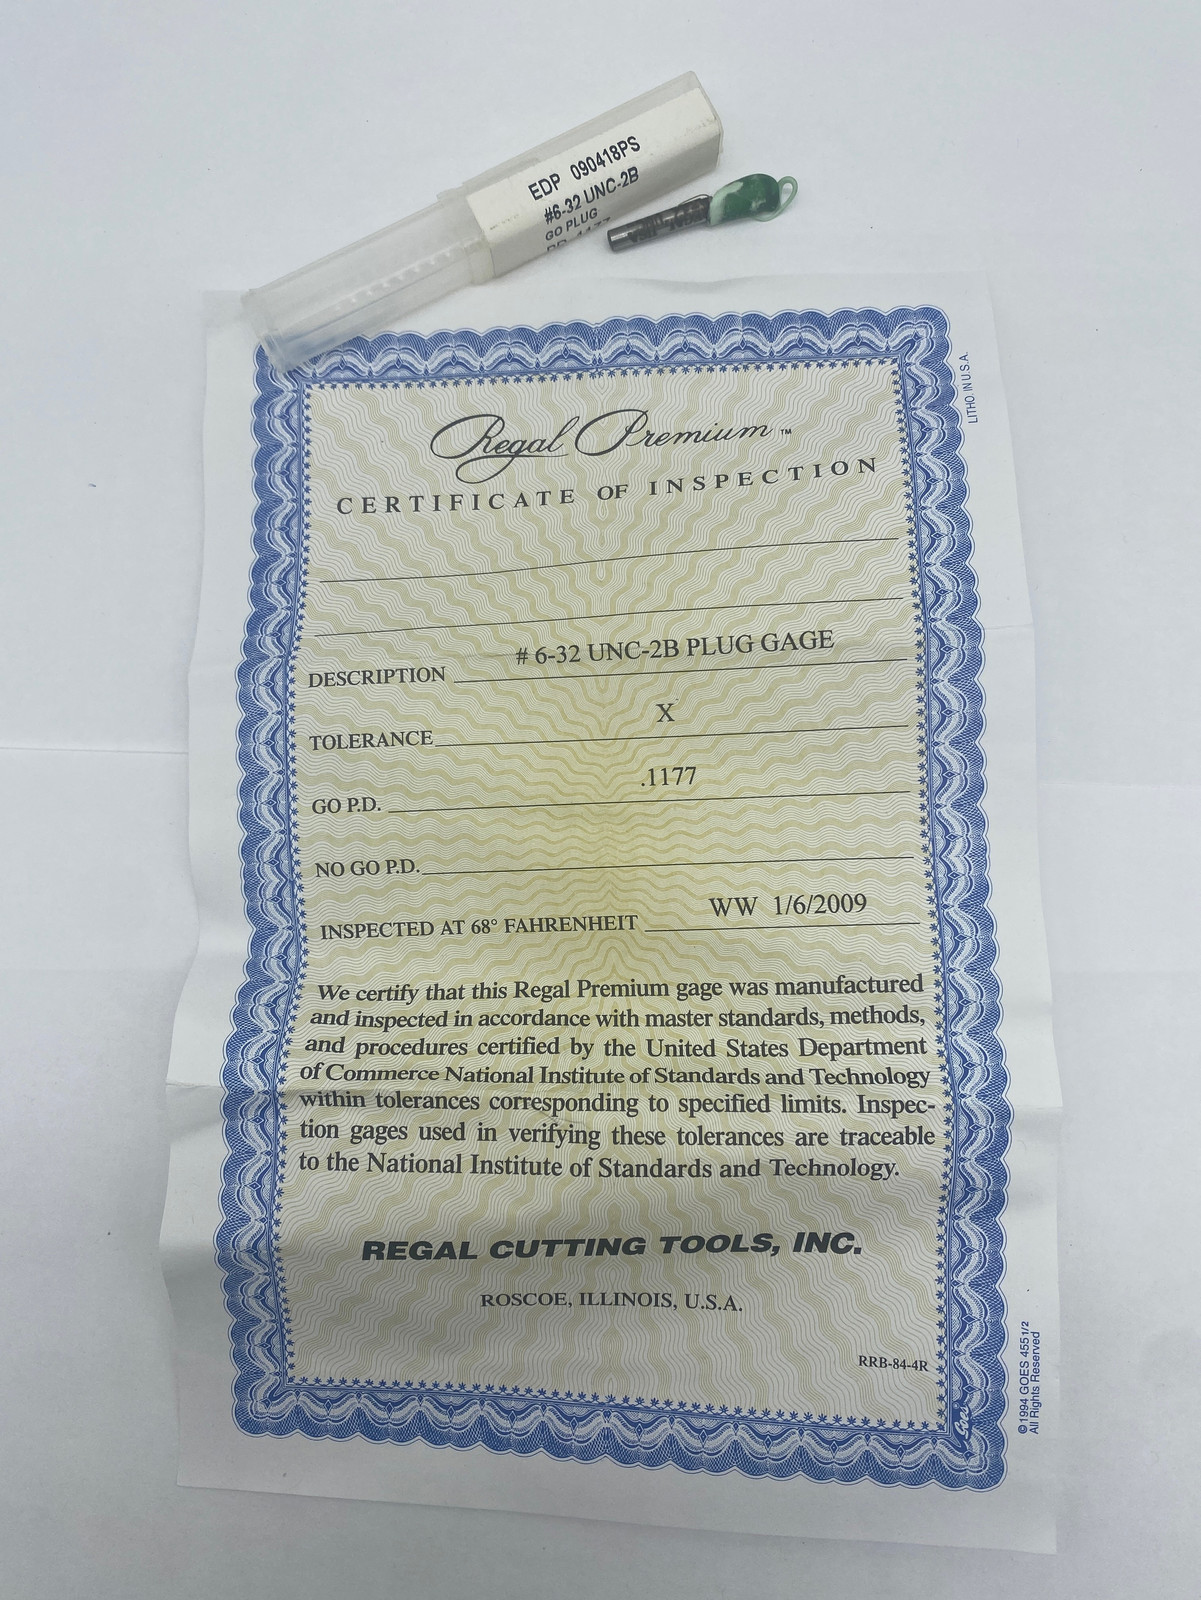 EDP 090418PS
#6-32 UNC-2B
GO PLUG
LITHO. IN U.S.A.
Regal Premium™
CERTIFICATE OF INSPECTION
DESCRIPTION # 6-32 UNC-2B PLUG GAGE
TOLERANCE X
GO P.D. .1177
NO GO P.D.
INSPECTED AT 68° FAHRENHEIT WW 1/6/2009
We certify that this Regal Premium gage was manufactured
and inspected in accordance with master standards, methods,
and procedures certified by the United States Department
of Commerce National Institute of Standards and Technology
within tolerances corresponding to specified limits. Inspec-
tion gages used in verifying these tolerances are traceable
to the National Institute of Standards and Technology.
REGAL CUTTING TOOLS, INC.
ROSCOE, ILLINOIS, U.S.A.
RRB-84-4R
Goes
©1994 GOES 455 1/2
All Rights Reserved